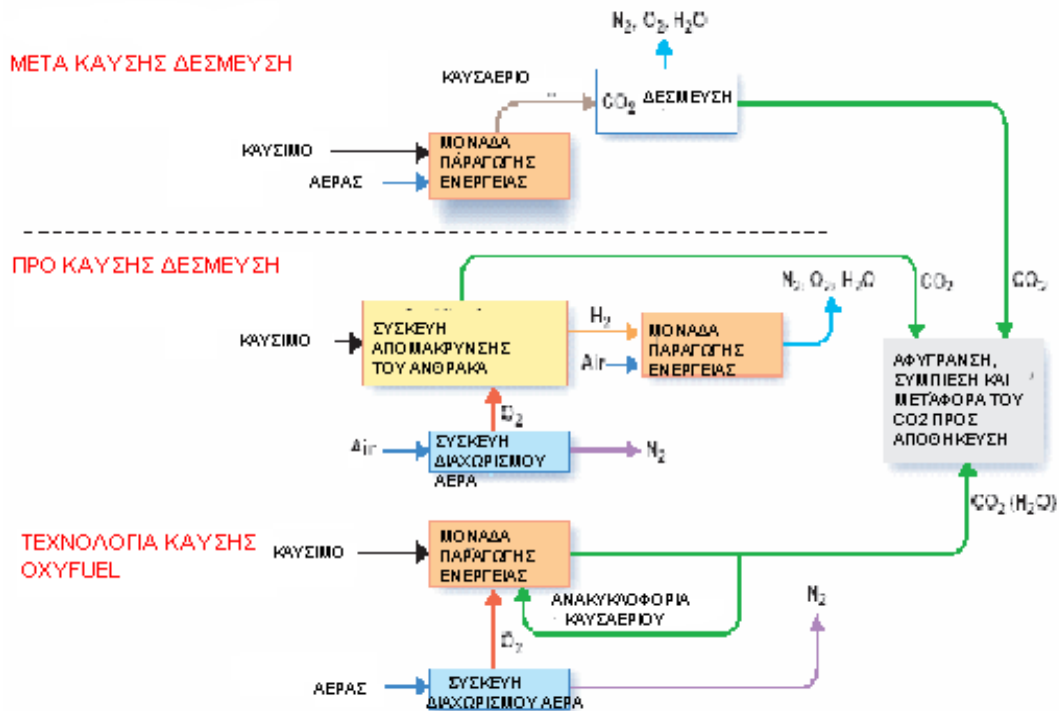 N₂, O₂, H₂O
ΜΕΤΑ ΚΑΥΣΗΣ ΔΕΣΜΕΥΣΗ
ΚΑΥΣΑΕΡΙΟ
CO₂ ΔΕΣΜΕΥΣΗ
ΚΑΥΣΙΜΟ
ΑΕΡΑΣ
ΜΟΝΑΔΑ
ΠΑΡΑΓΩΓΗΣ
ΕΝΕΡΓΕΙΑΣ
CO₂
ΠΡΟ ΚΑΥΣΗΣ ΔΕΣΜΕΥΣΗ
N₂, O₂, H₂O
CO₂
ΚΑΥΣΙΜΟ
ΣΥΣΚΕΥΗ
ΑΠΟΜΑΚΡΥΝΣΗΣ
ΤΟΥ ΑΝΘΡΑΚΑ
H₂
Air
ΜΟΝΑΔΑ
ΠΑΡΑΓΩΓΗΣ
ΕΝΕΡΓΕΙΑΣ
ΑΦΥΓΡΑΝΣΗ,
ΣΥΜΠΙΕΣΗ ΚΑΙ
ΜΕΤΑΦΟΡΑ ΤΟΥ
CO2 ΠΡΟΣ
ΑΠΟΘΗΚΕΥΣΗ
O₂
Air
ΣΥΣΚΕΥΗ
ΔΙΑΧΩΡΙΣΜΟΥ
ΑΕΡΑ
N₂
CO₂ (H₂O)
ΤΕΧΝΟΛΟΓΙΑ ΚΑΥΣΗΣ
OXYFUEL
ΚΑΥΣΙΜΟ
ΜΟΝΑΔΑ
ΠΑΡΑΓΩΓΗΣ
ΕΝΕΡΓΕΙΑΣ
ΑΝΑΚΥΚΛΟΦΟΡΙΑ
ΚΑΥΣΑΕΡΙΟΥ
N₂
O₂
ΑΕΡΑΣ
ΣΥΣΚΕΥΗ
ΔΙΑΧΩΡΙΣΜΟΥ ΑΕΡΑ